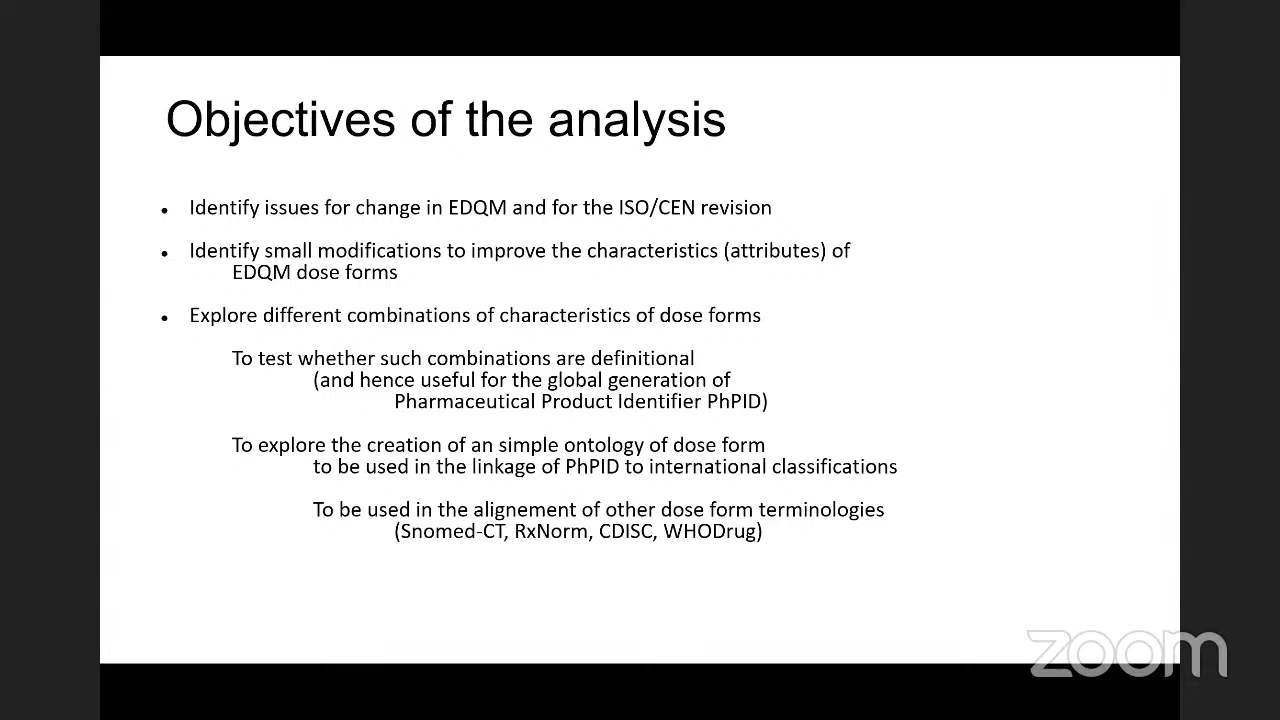 Objectives of the analysis
• Identify issues for change in EDQM and for the ISO/CEN revision
• Identify small modifications to improve the characteristics (attributes) of
EDQM dose forms
• Explore different combinations of characteristics of dose forms
To test whether such combinations are definitional
(and hence useful for the global generation of
Pharmaceutical Product Identifier PhPID)
To explore the creation of an simple ontology of dose form
to be used in the linkage of PhPID to international classifications
To be used in the alignement of other dose form terminologies
(Snomed-CT, RxNorm, CDISC, WHODrug)
zoom